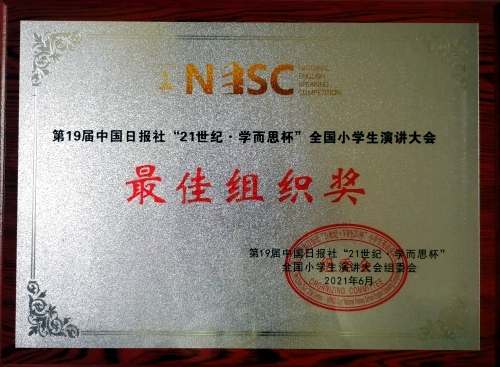 NESC
NATIONAL
ENGLISH
SPEAKING
COMPETITION
第19届中国日报社“21世纪·学而思杯”全国小学生演讲大会
最佳组织奖
第19届中国日报社“21世纪·学而思杯”
全国小学生演讲大会组委会
2021年6月
ORGANIZING COMMITTEE